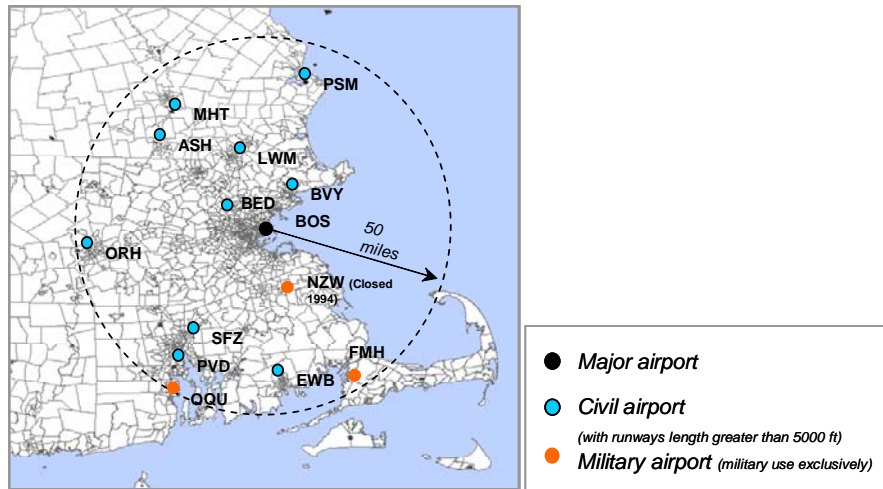 PSM
MHT
ASH
LWM
BVY
BED
BOS
50
miles
ORH
NZW (Closed
1994)
SFZ
FMH
PVD
EWB
OQU
Major airport
Civil airport
(with runways length greater than 5000 ft)
Military airport (military use exclusively)